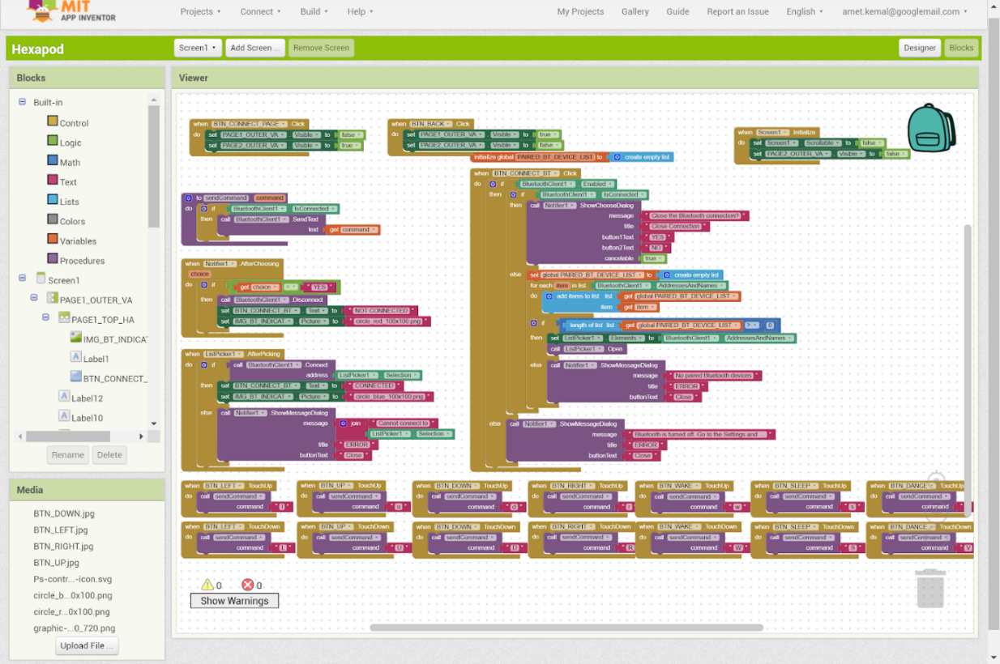 MIT
APP INVENTOR
Projects Connect Build Help My Projects Gallery Guide Report an Issue English amet.kemal@googlemail.com
Hexapod Screen1 Add Screen ... Remove Screen Designer Blocks
Blocks
Built-in
Control
Logic
Math
Text
Lists
Colors
Variables
Procedures
Screen1
PAGE1_OUTER_VA
PAGE1_TOP_HA
IMG_BT_INDICA
Label1
BTN_CONNECT_
Label12
Label10
Rename Delete
Media
BTN_DOWN.jpg
BTN_LEFT.jpg
BTN_RIGHT.jpg
BTN_UP.jpg
Ps-contr...-icon.svg
circle_b...0x100.png
circle_r...0x100.png
graphic-...0_720.png
Upload File ...
Viewer
when BTN_CONNECT_PAGE .Click
do set PAGE1_OUTER_VA . Visible to false
set PAGE2_OUTER_VA . Visible to true
when BTN_BACK .Click
do set PAGE1_OUTER_VA . Visible to true
set PAGE2_OUTER_VA . Visible to false
initialize global PAIRED_BT_DEVICE_LIST to create empty list
when Screen1 .Initialize
do set Screen1 . Scrollable to false
set PAGE2_OUTER_VA . Visible to false
to sendCommand command
do if BluetoothClient1 . IsConnected
then call BluetoothClient1 .SendText
text get command
when Notifier1 .AfterChoosing
choice
do if get choice = " YES "
then call BluetoothClient1 .Disconnect
set BTN_CONNECT_BT . Text to " NOT CONNECTED "
set IMG_BT_INDICAT . Picture to " circle_red_100x100.png "
when ListPicker1 .AfterPicking
do if call BluetoothClient1 .Connect
address ListPicker1 . Selection
then set BTN_CONNECT_BT . Text to " CONNECTED "
set IMG_BT_INDICAT . Picture to " circle_blue_100x100.png "
else call Notifier1 .ShowMessageDialog
message join " Cannot connect to "
ListPicker1 . Selection
title " ERROR "
buttonText " Close "
when BTN_CONNECT_BT .Click
do if BluetoothClient1 . Enabled
then if BluetoothClient1 . IsConnected
then call Notifier1 .ShowChooseDialog
message " Close the Bluetooth connection? "
title " Close Connection "
button1Text " YES "
button2Text " NO "
cancelable true
else set global PAIRED_BT_DEVICE_LIST to create empty list
for each item in list BluetoothClient1 . AddressesAndNames
do add items to list list get global PAIRED_BT_DEVICE_LIST
item get item
if length of list list get global PAIRED_BT_DEVICE_LIST > 0
then set ListPicker1 . Elements to BluetoothClient1 . AddressesAndNames
call ListPicker1 .Open
else call Notifier1 .ShowMessageDialog
message " No paired Bluetooth devices "
title " ERROR "
buttonText " Close "
else call Notifier1 .ShowMessageDialog
message " Bluetooth is turned off. Go to the Settings and "
title " ERROR "
buttonText " Close "
when BTN_LEFT .TouchUp when BTN_UP .TouchUp when BTN_DOWN .TouchUp when BTN_RIGHT .TouchUp when BTN_WAKE .TouchUp when BTN_SLEEP .TouchUp when BTN_DANCE .TouchUp
do call sendCommand do call sendCommand do call sendCommand do call sendCommand do call sendCommand do call sendCommand do call sendCommand
command " l " command " u " command " d " command " r " command " w " command " s " command
when BTN_LEFT .TouchDown when BTN_UP .TouchDown when BTN_DOWN .TouchDown when BTN_RIGHT .TouchDown when BTN_WAKE .TouchDown when BTN_SLEEP .TouchDown when BTN_DANCE .TouchDown
do call sendCommand do call sendCommand do call sendCommand do call sendCommand do call sendCommand do call sendCommand do call sendCommand
command " L " command " U " command " D " command " R command " W " command " S " command " V
0 0
Show Warnings